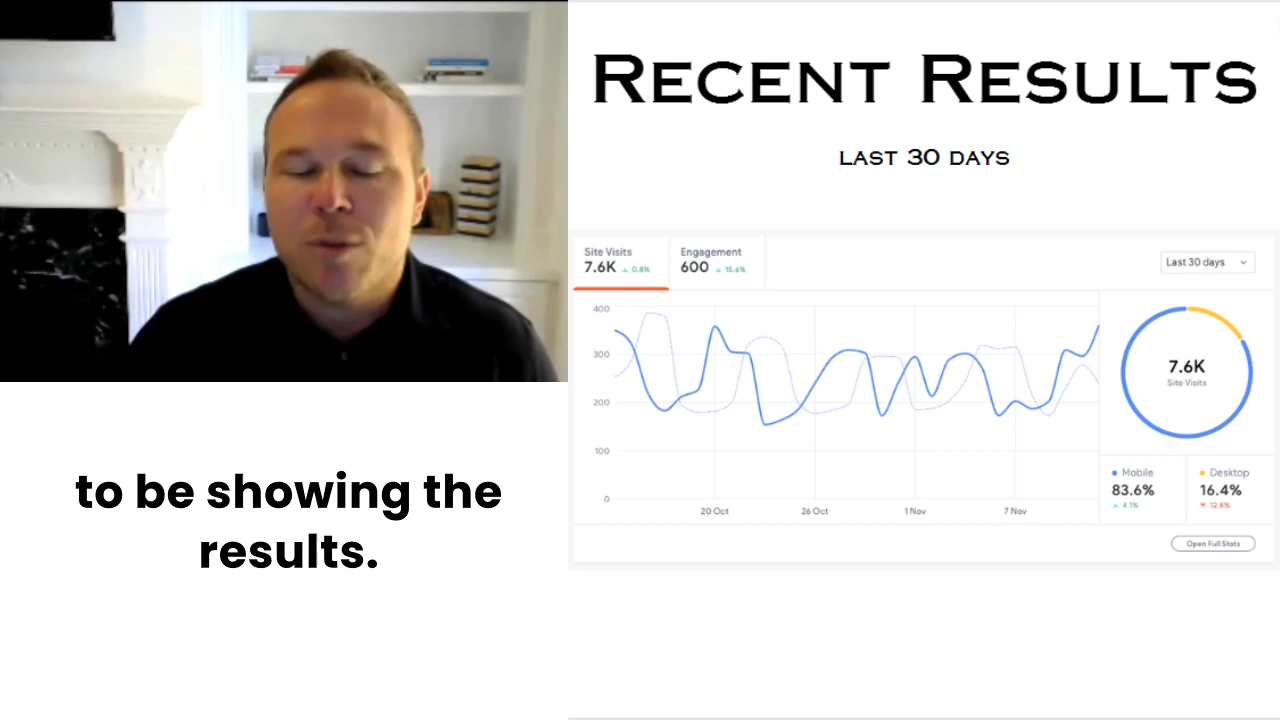 Recent Results
last 30 days
Site Visits
7.6K 0.8%
Engagement
600 15.6%
Last 30 days
400
300
200
100
0
20 Oct 26 Oct 1 Nov 7 Nov
7.6K
Site Visits
Mobile
83.6%
4.1%
Desktop
16.4%
12.8%
Open Full Stats
to be showing the
results.